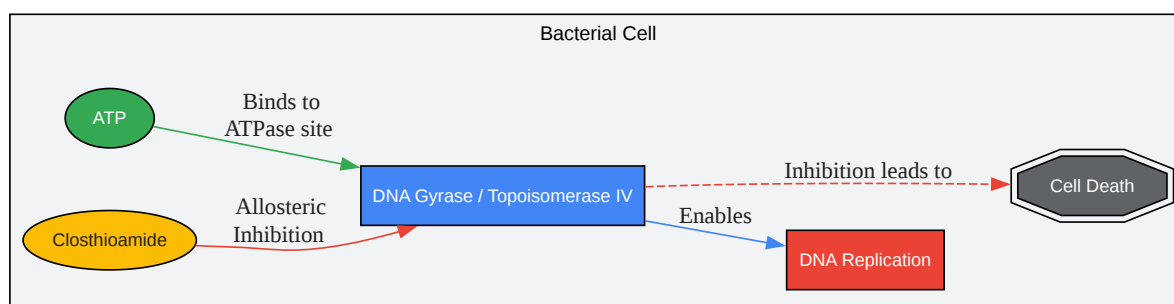 Bacterial Cell
ATP
Binds to
ATPase site
Closthioamide
Allosteric
Inhibition
DNA Gyrase / Topoisomerase IV
Inhibition leads to
Cell Death
Enables
DNA Replication